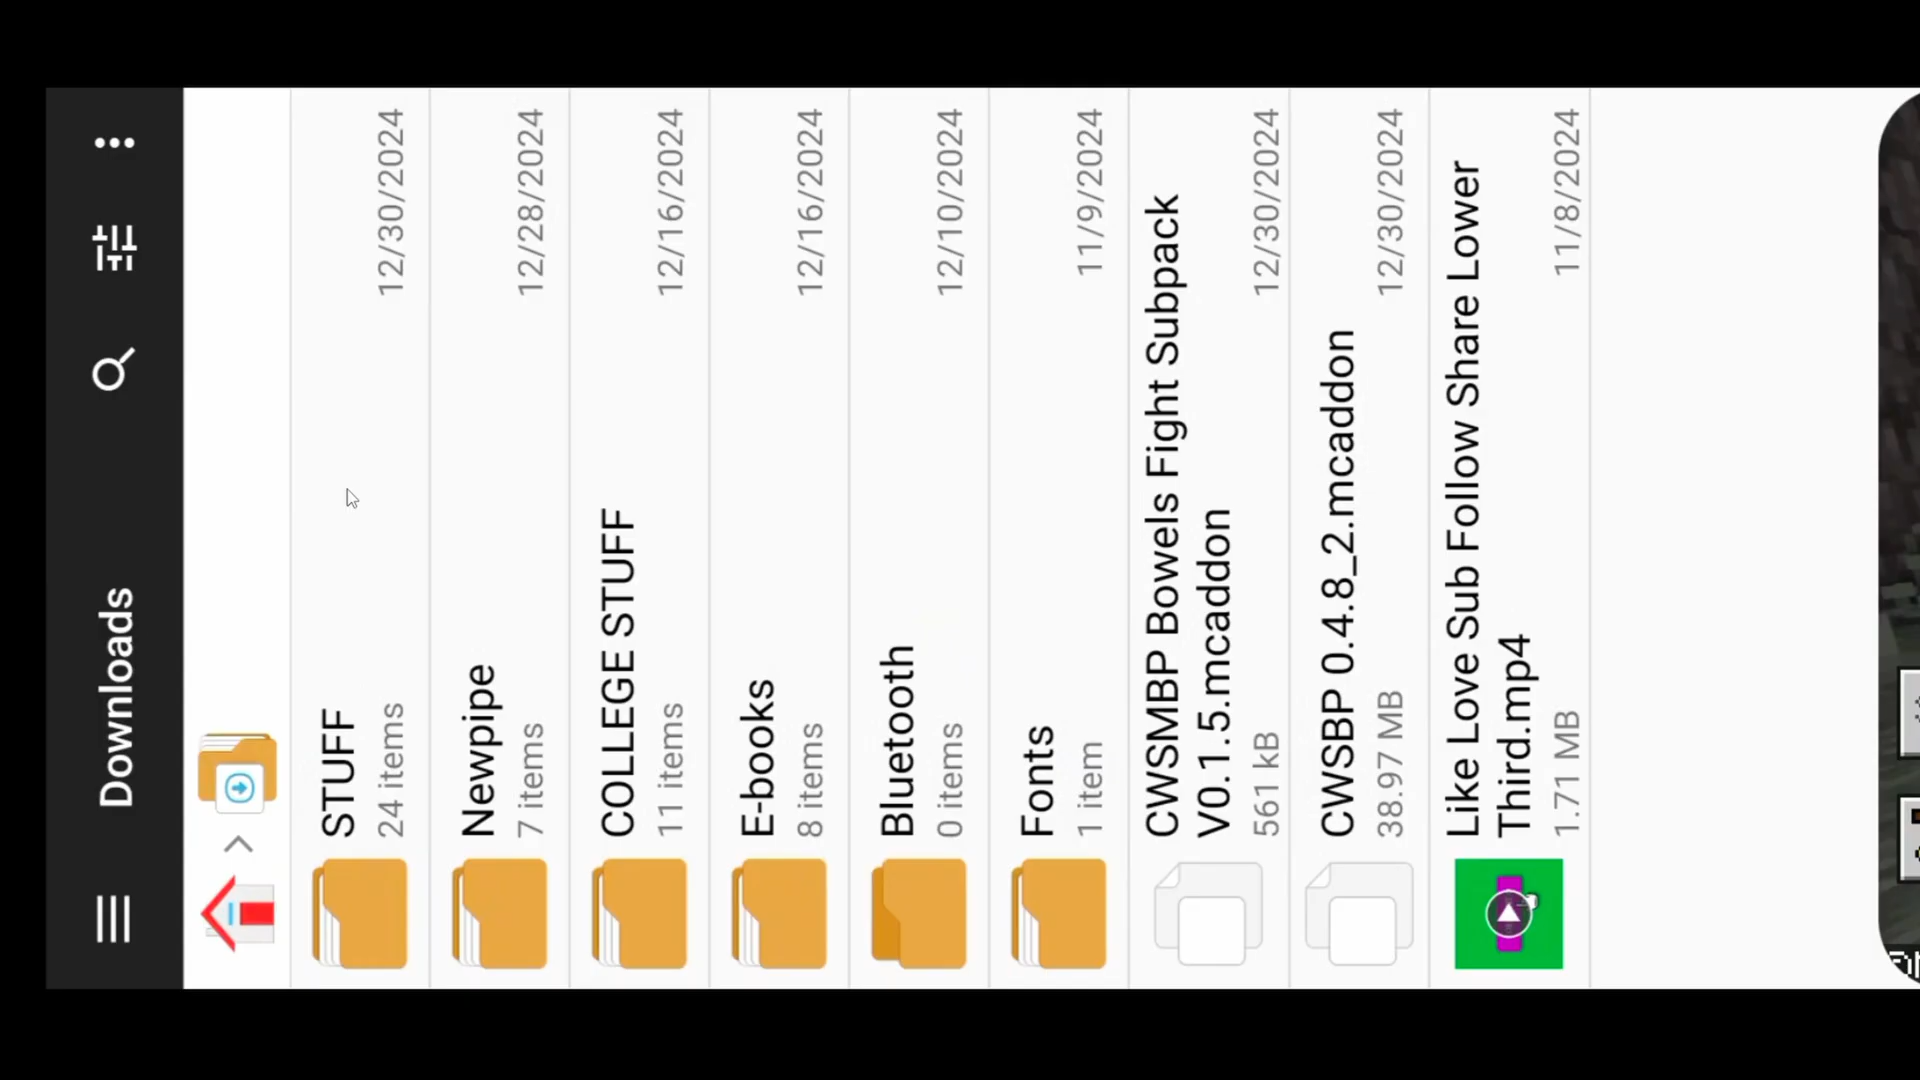 Downloads
STUFF
24 items
12/30/2024
Newpipe
7 items
12/28/2024
COLLEGE STUFF
11 items
12/16/2024
E-books
8 items
12/16/2024
Bluetooth
0 items
12/10/2024
Fonts
1 item
11/9/2024
CWSMBP Bowels Fight Subpack
V0.1.5.mcaddon
561 kB
12/30/2024
CWSBP 0.4.8_2.mcaddon
38.97 MB
12/30/2024
Like Love Sub Follow Share Lower
Third.mp4
1.71 MB
11/8/2024